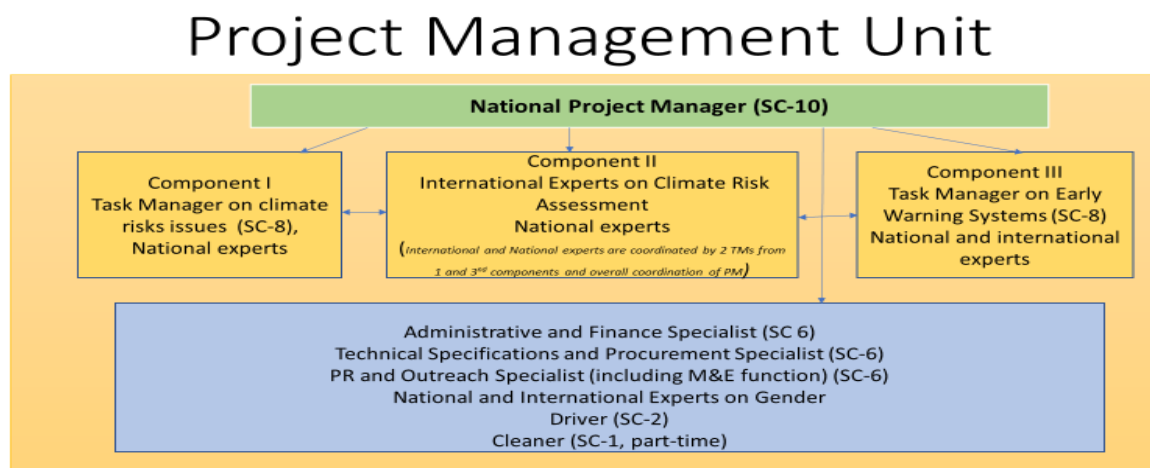 Project Management Unit
National Project Manager (SC-10)
Component I
Task Manager on climate
risks issues (SC-8),
National experts
Component II
International Experts on Climate Risk
Assessment
National experts
(International and National experts are coordinated by 2 TMs from
1 and 3ʳᵈ components and overall coordination of PM)
Component III
Task Manager on Early
Warning Systems (SC-8)
National and international
experts
Administrative and Finance Specialist (SC 6)
Technical Specifications and Procurement Specialist (SC-6)
PR and Outreach Specialist (including M&E function) (SC-6)
National and International Experts on Gender
Driver (SC-2)
Cleaner (SC-1, part-time)